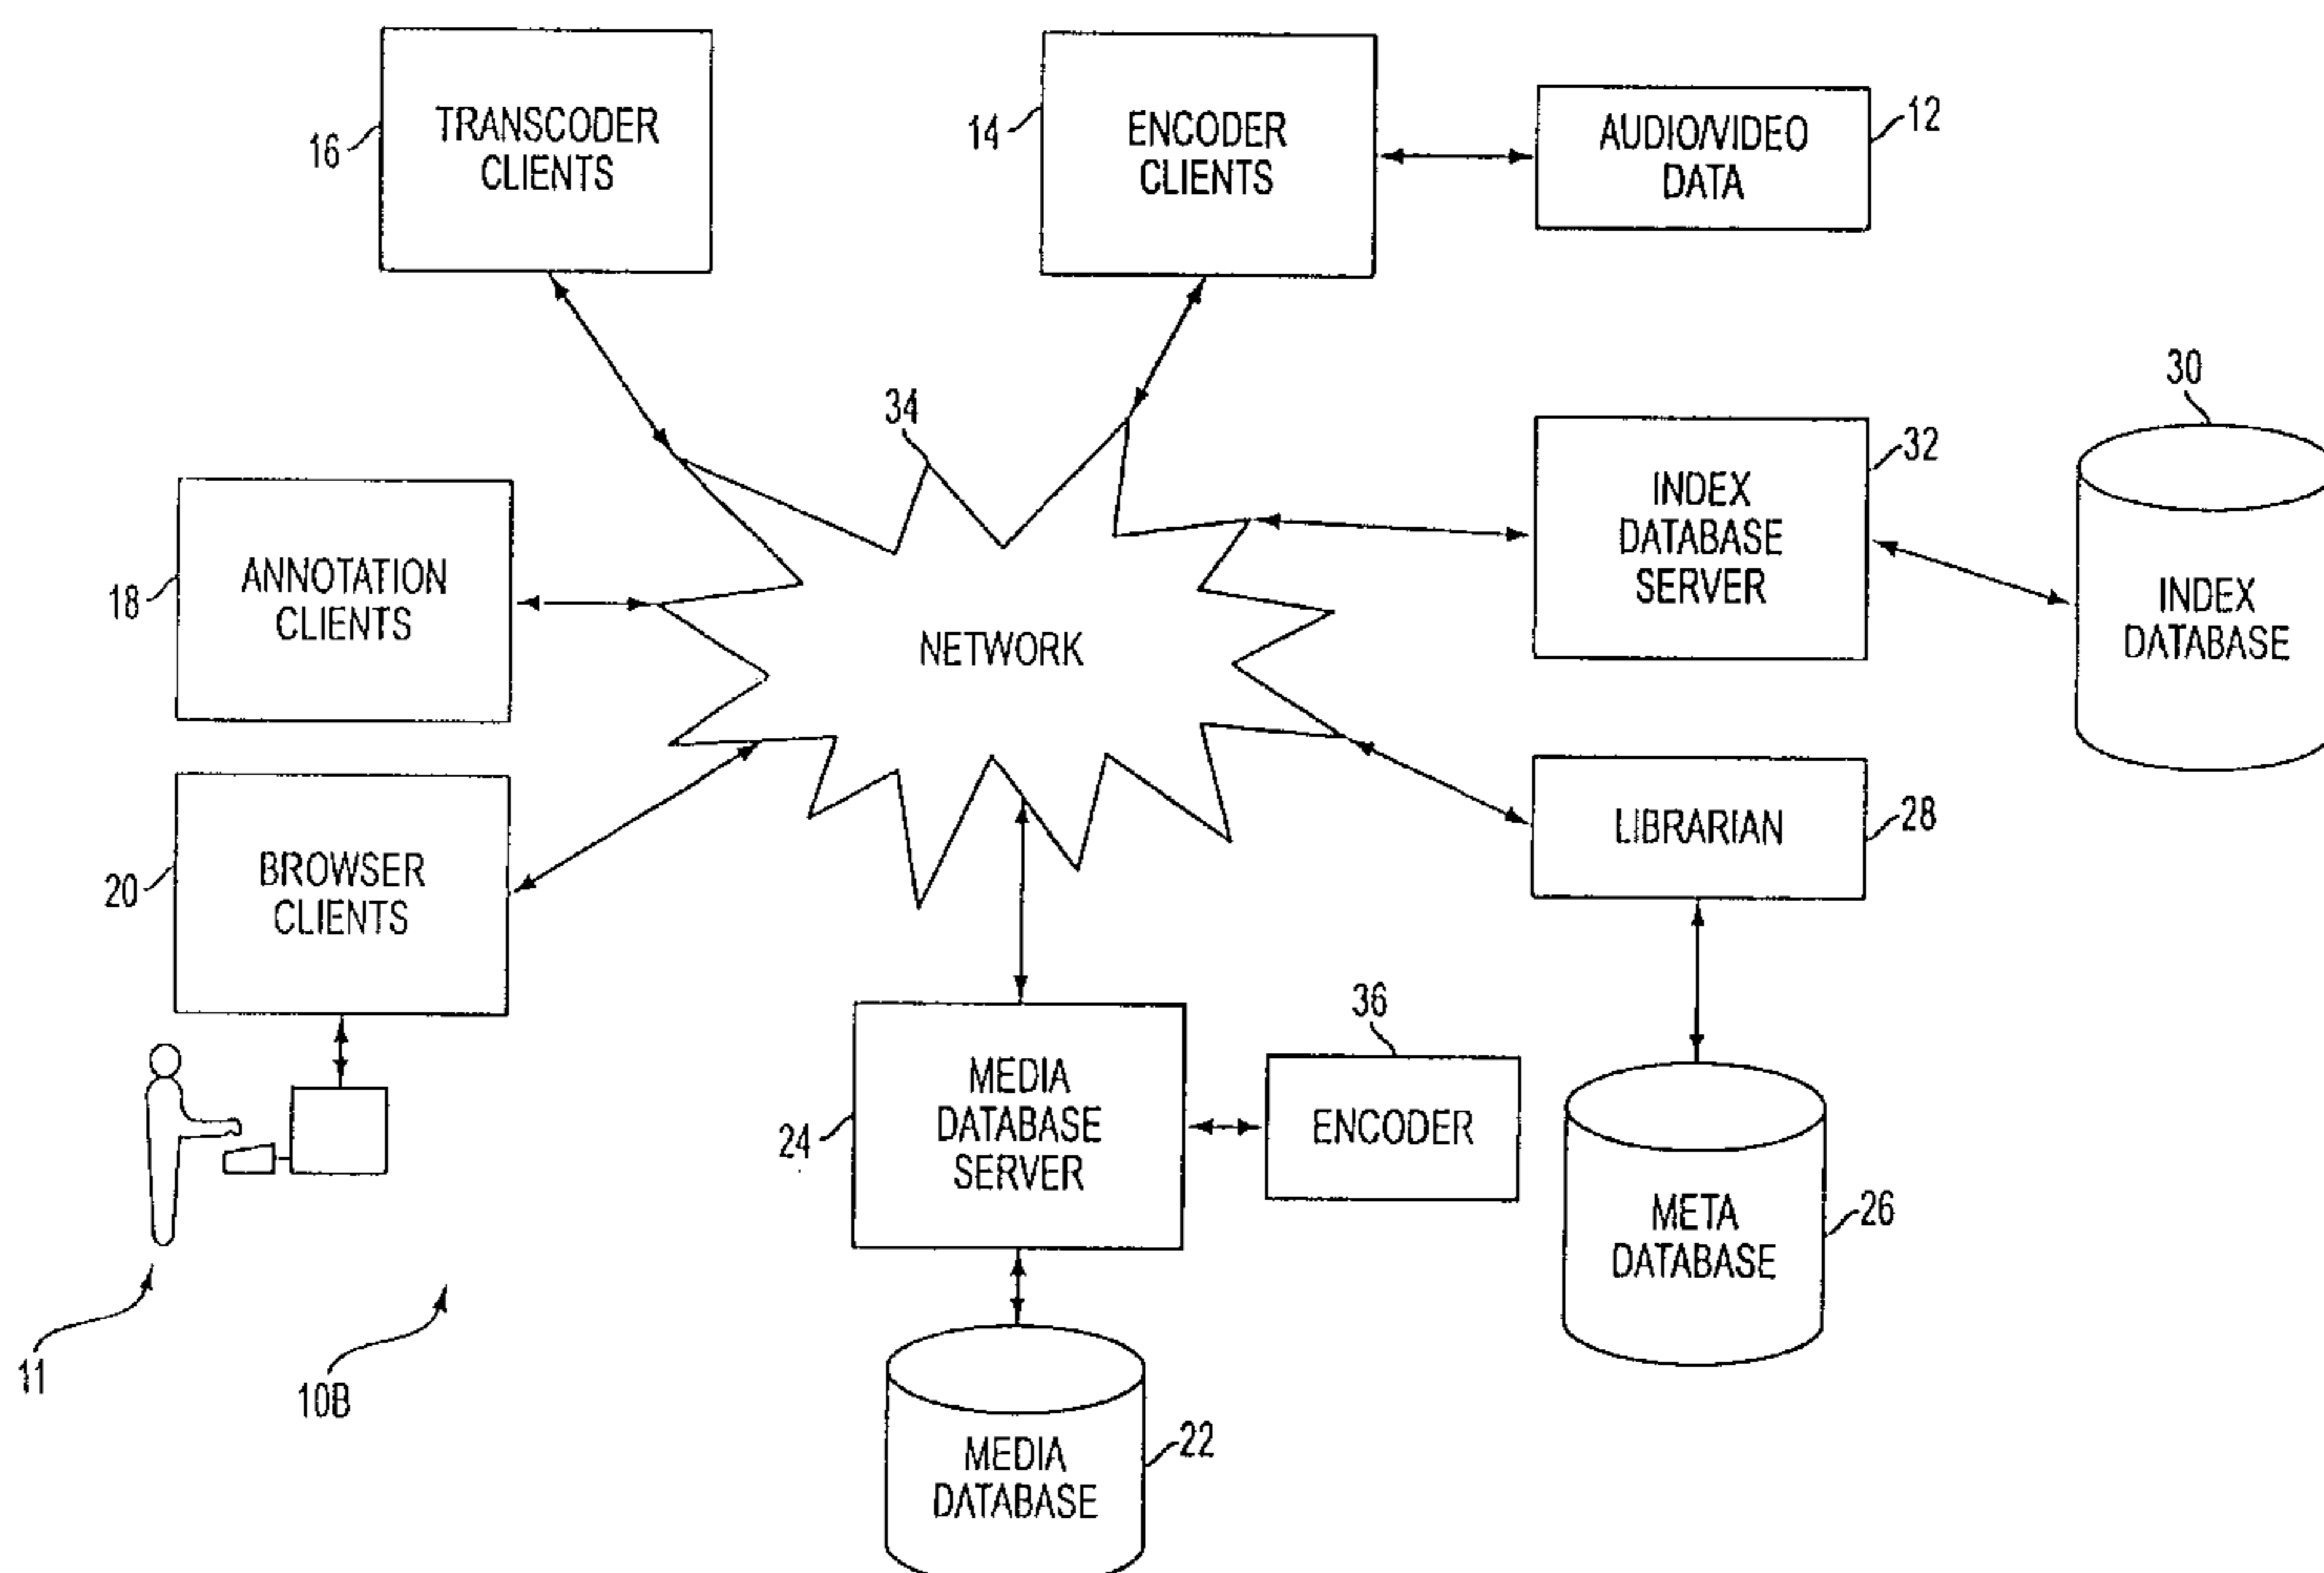 16
TRANSCODER
CLIENTS
14
ENCODER
CLIENTS
AUDIO/VIDEO
DATA
12
34
NETWORK
INDEX
DATABASE
SERVER
32
30
INDEX
DATABASE
18
ANNOTATION
CLIENTS
20
BROWSER
CLIENTS
LIBRARIAN
28
24
MEDIA
DATABASE
SERVER
36
ENCODER
META
DATABASE
26
11
10B
MEDIA
DATABASE
22